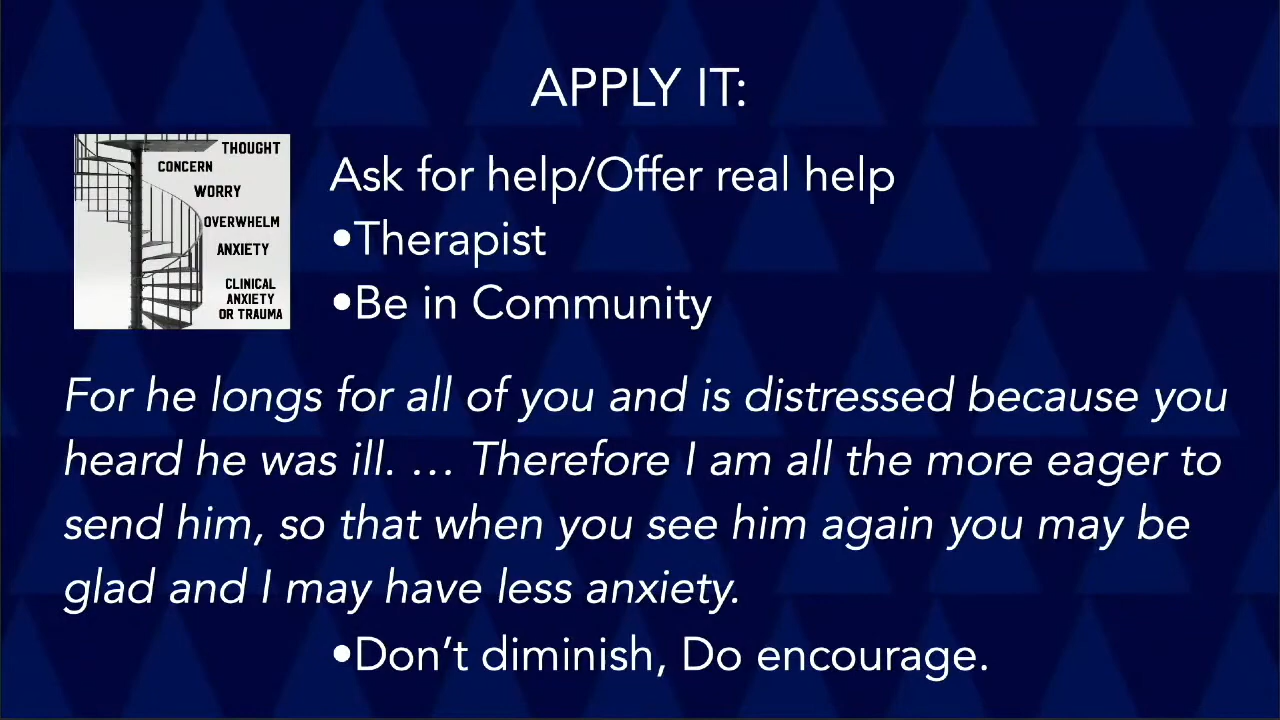 APPLY IT:
THOUGHT
CONCERN
WORRY
OVERWHELM
ANXIETY
CLINICAL
ANXIETY
OR TRAUMA
Ask for help/Offer real help
•Therapist
•Be in Community
For he longs for all of you and is distressed because you
heard he was ill. … Therefore I am all the more eager to
send him, so that when you see him again you may be
glad and I may have less anxiety.
•Don’t diminish, Do encourage.